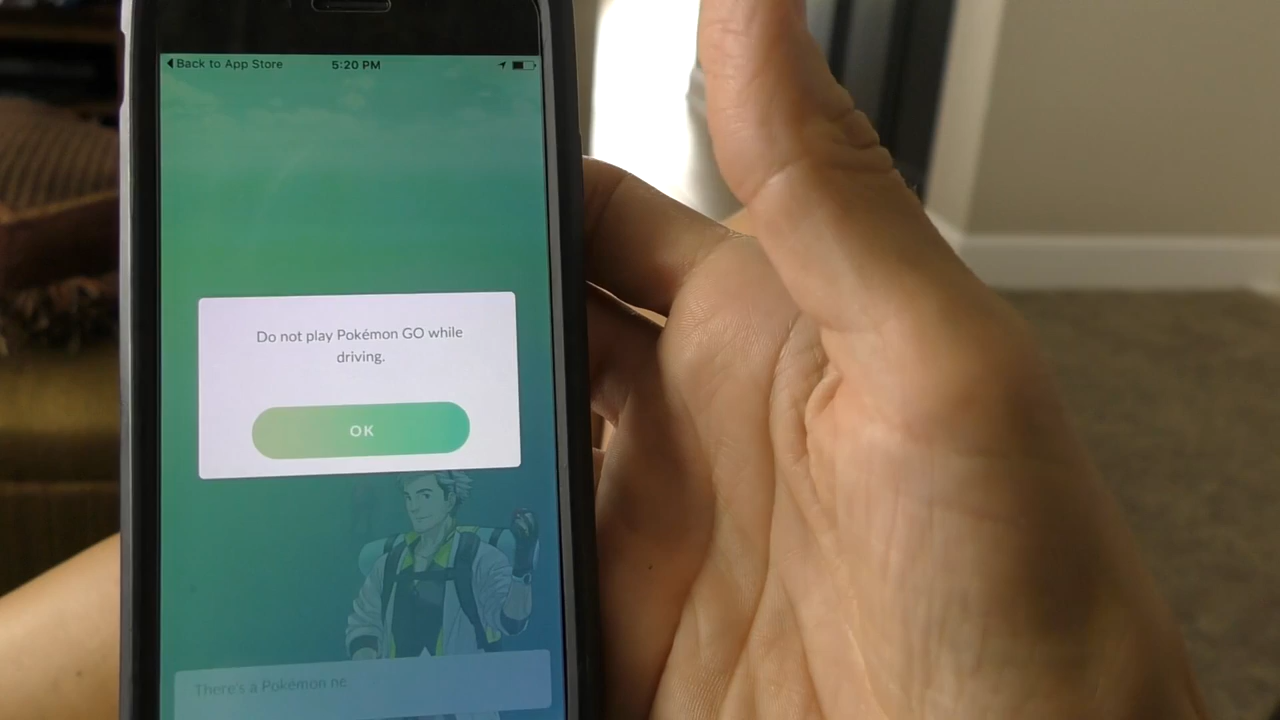 Back to App Store
5:20 PM
Do not play Pokémon GO while
driving.
OK
There's a Pokémon ne